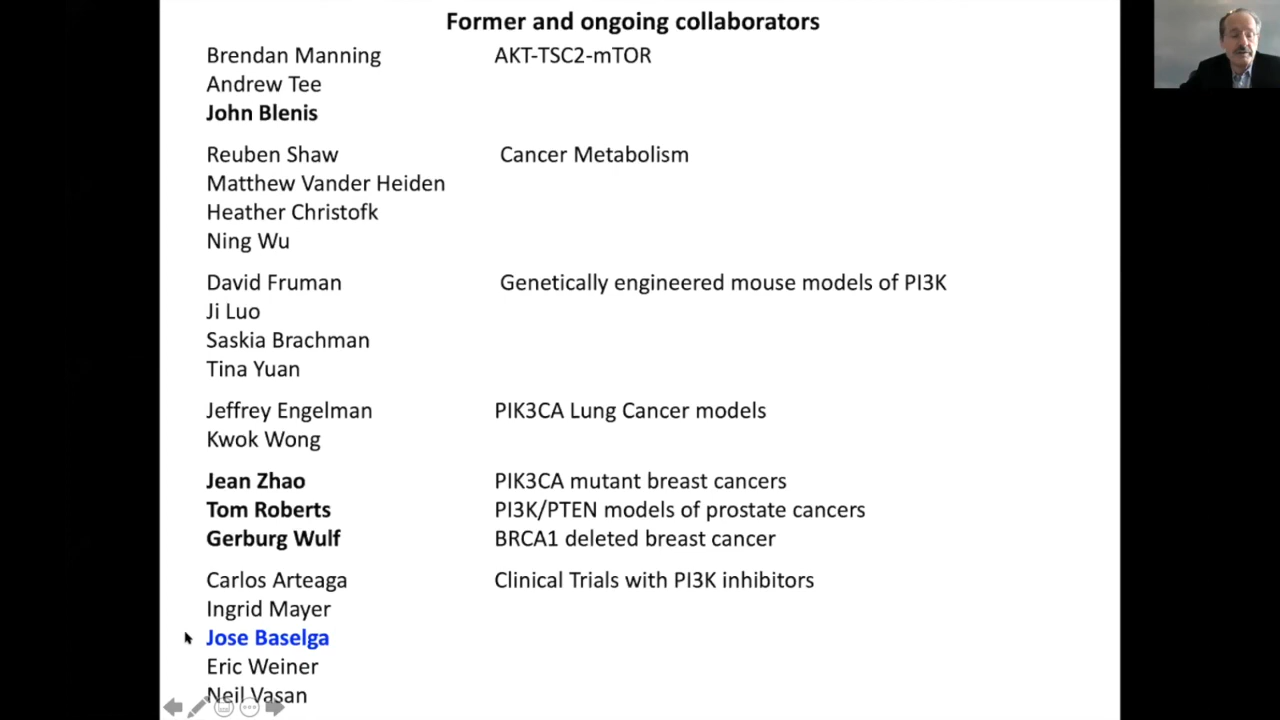 Former and ongoing collaborators
Brendan Manning AKT-TSC2-mTOR
Andrew Tee
John Blenis
Reuben Shaw Cancer Metabolism
Matthew Vander Heiden
Heather Christofk
Ning Wu
David Fruman Genetically engineered mouse models of PI3K
Ji Luo
Saskia Brachman
Tina Yuan
Jeffrey Engelman PIK3CA Lung Cancer models
Kwok Wong
Jean Zhao PIK3CA mutant breast cancers
Tom Roberts PI3K/PTEN models of prostate cancers
Gerburg Wulf BRCA1 deleted breast cancer
Carlos Arteaga Clinical Trials with PI3K inhibitors
Ingrid Mayer
Jose Baselga
Eric Weiner
Neil Vasan